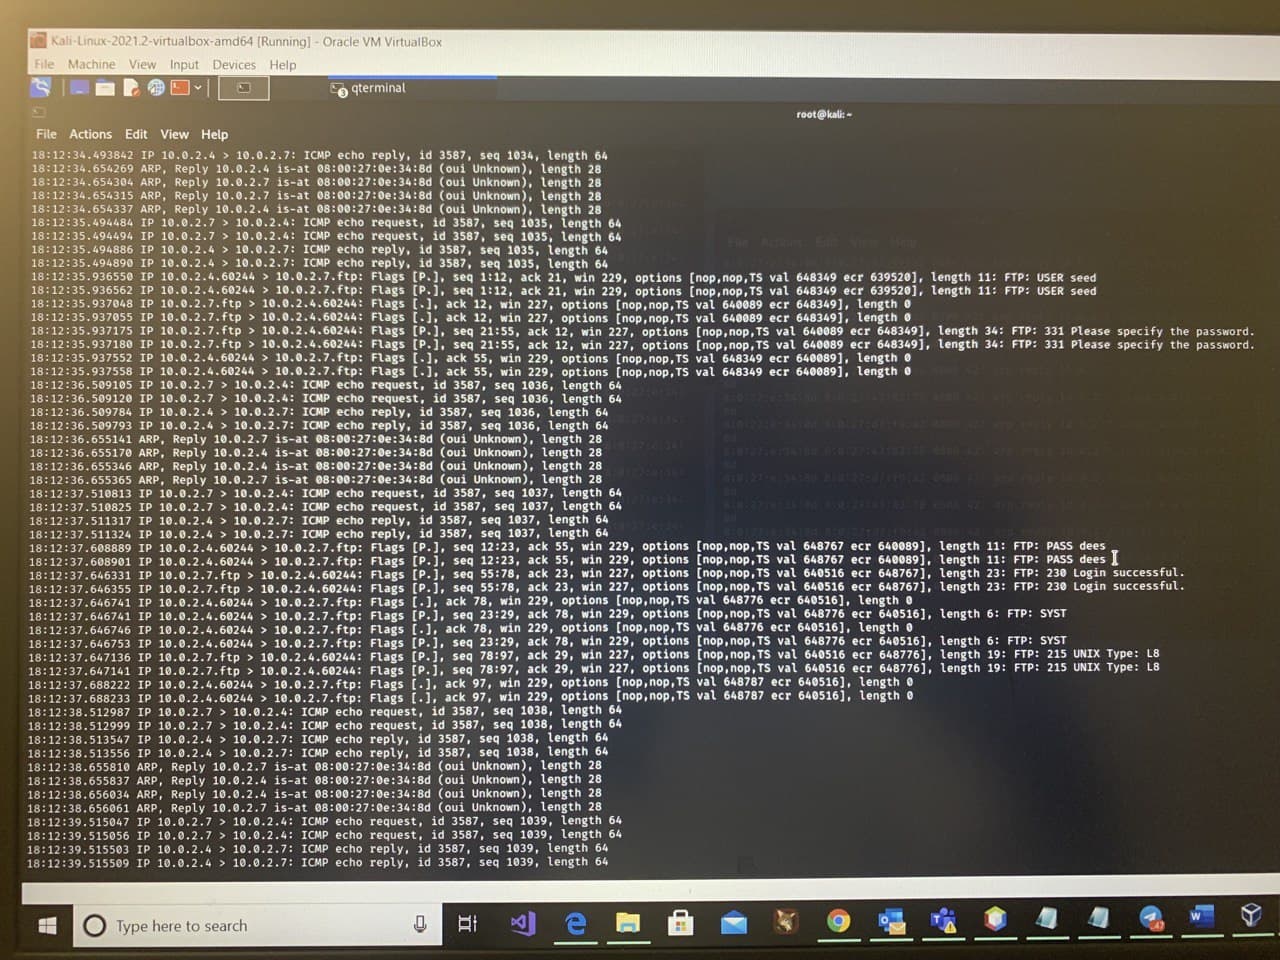 Kali-Linux-2021.2-virtualbox-amd64 [Running] - Oracle VM VirtualBox
File Machine View Input Devices Help
qterminal
root@kali: ~
File Actions Edit View Help
18:12:34.493842 IP 10.0.2.4 > 10.0.2.7: ICMP echo reply, id 3587, seq 1034, length 64
18:12:34.654269 ARP, Reply 10.0.2.4 is-at 08:00:27:0e:34:8d (oui Unknown), length 28
18:12:34.654304 ARP, Reply 10.0.2.7 is-at 08:00:27:0e:34:8d (oui Unknown), length 28
18:12:34.654315 ARP, Reply 10.0.2.7 is-at 08:00:27:0e:34:8d (oui Unknown), length 28
18:12:34.654337 ARP, Reply 10.0.2.4 is-at 08:00:27:0e:34:8d (oui Unknown), length 28
18:12:35.494484 IP 10.0.2.7 > 10.0.2.4: ICMP echo request, id 3587, seq 1035, length 64
18:12:35.494494 IP 10.0.2.7 > 10.0.2.4: ICMP echo request, id 3587, seq 1035, length 64
18:12:35.494886 IP 10.0.2.4 > 10.0.2.7: ICMP echo reply, id 3587, seq 1035, length 64
18:12:35.494890 IP 10.0.2.4 > 10.0.2.7: ICMP echo reply, id 3587, seq 1035, length 64
18:12:35.936550 IP 10.0.2.4.60244 > 10.0.2.7.ftp: Flags [P.], seq 1:12, ack 21, win 229, options [nop,nop,TS val 648349 ecr 639520], length 11: FTP: USER seed
18:12:35.936562 IP 10.0.2.4.60244 > 10.0.2.7.ftp: Flags [P.], seq 1:12, ack 21, win 229, options [nop,nop,TS val 648349 ecr 639520], length 11: FTP: USER seed
18:12:35.937048 IP 10.0.2.7.ftp > 10.0.2.4.60244: Flags [.], ack 12, win 227, options [nop,nop,TS val 640089 ecr 648349], length 0
18:12:35.937055 IP 10.0.2.7.ftp > 10.0.2.4.60244: Flags [.], ack 12, win 227, options [nop,nop,TS val 640089 ecr 648349], length 0
18:12:35.937175 IP 10.0.2.7.ftp > 10.0.2.4.60244: Flags [P.], seq 21:55, ack 12, win 227, options [nop,nop,TS val 640089 ecr 648349], length 34: FTP: 331 Please specify the password.
18:12:35.937180 IP 10.0.2.7.ftp > 10.0.2.4.60244: Flags [P.], seq 21:55, ack 12, win 227, options [nop,nop,TS val 640089 ecr 648349], length 34: FTP: 331 Please specify the password.
18:12:35.937552 IP 10.0.2.4.60244 > 10.0.2.7.ftp: Flags [.], ack 55, win 229, options [nop,nop,TS val 648349 ecr 640089], length 0
18:12:35.937558 IP 10.0.2.4.60244 > 10.0.2.7.ftp: Flags [.], ack 55, win 229, options [nop,nop,TS val 648349 ecr 640089], length 0
18:12:36.509105 IP 10.0.2.7 > 10.0.2.4: ICMP echo request, id 3587, seq 1036, length 64
18:12:36.509120 IP 10.0.2.7 > 10.0.2.4: ICMP echo request, id 3587, seq 1036, length 64
18:12:36.509784 IP 10.0.2.4 > 10.0.2.7: ICMP echo reply, id 3587, seq 1036, length 64
18:12:36.509793 IP 10.0.2.4 > 10.0.2.7: ICMP echo reply, id 3587, seq 1036, length 64
18:12:36.655141 ARP, Reply 10.0.2.7 is-at 08:00:27:0e:34:8d (oui Unknown), length 28
18:12:36.655170 ARP, Reply 10.0.2.4 is-at 08:00:27:0e:34:8d (oui Unknown), length 28
18:12:36.655346 ARP, Reply 10.0.2.4 is-at 08:00:27:0e:34:8d (oui Unknown), length 28
18:12:36.655365 ARP, Reply 10.0.2.7 is-at 08:00:27:0e:34:8d (oui Unknown), length 28
18:12:37.510813 IP 10.0.2.7 > 10.0.2.4: ICMP echo request, id 3587, seq 1037, length 64
18:12:37.510825 IP 10.0.2.7 > 10.0.2.4: ICMP echo request, id 3587, seq 1037, length 64
18:12:37.511317 IP 10.0.2.4 > 10.0.2.7: ICMP echo reply, id 3587, seq 1037, length 64
18:12:37.511324 IP 10.0.2.4 > 10.0.2.7: ICMP echo reply, id 3587, seq 1037, length 64
18:12:37.608889 IP 10.0.2.4.60244 > 10.0.2.7.ftp: Flags [P.], seq 12:23, ack 55, win 229, options [nop,nop,TS val 648767 ecr 640089], length 11: FTP: PASS dees
18:12:37.608901 IP 10.0.2.4.60244 > 10.0.2.7.ftp: Flags [P.], seq 12:23, ack 55, win 229, options [nop,nop,TS val 648767 ecr 640089], length 11: FTP: PASS dees
18:12:37.646331 IP 10.0.2.7.ftp > 10.0.2.4.60244: Flags [P.], seq 55:78, ack 23, win 227, options [nop,nop,TS val 640516 ecr 648767], length 23: FTP: 230 Login successful.
18:12:37.646355 IP 10.0.2.7.ftp > 10.0.2.4.60244: Flags [P.], seq 55:78, ack 23, win 227, options [nop,nop,TS val 640516 ecr 648767], length 23: FTP: 230 Login successful.
18:12:37.646741 IP 10.0.2.4.60244 > 10.0.2.7.ftp: Flags [.], ack 78, win 229, options [nop,nop,TS val 648776 ecr 640516], length 0
18:12:37.646741 IP 10.0.2.4.60244 > 10.0.2.7.ftp: Flags [P.], seq 23:29, ack 78, win 229, options [nop,nop,TS val 648776 ecr 640516], length 6: FTP: SYST
18:12:37.646746 IP 10.0.2.4.60244 > 10.0.2.7.ftp: Flags [.], ack 78, win 229, options [nop,nop,TS val 648776 ecr 640516], length 0
18:12:37.646753 IP 10.0.2.4.60244 > 10.0.2.7.ftp: Flags [P.], seq 23:29, ack 78, win 229, options [nop,nop,TS val 648776 ecr 640516], length 6: FTP: SYST
18:12:37.647136 IP 10.0.2.7.ftp > 10.0.2.4.60244: Flags [P.], seq 78:97, ack 29, win 227, options [nop,nop,TS val 640516 ecr 648776], length 19: FTP: 215 UNIX Type: L8
18:12:37.647141 IP 10.0.2.7.ftp > 10.0.2.4.60244: Flags [P.], seq 78:97, ack 29, win 227, options [nop,nop,TS val 640516 ecr 648776], length 19: FTP: 215 UNIX Type: L8
18:12:37.688222 IP 10.0.2.4.60244 > 10.0.2.7.ftp: Flags [.], ack 97, win 229, options [nop,nop,TS val 648787 ecr 640516], length 0
18:12:37.688233 IP 10.0.2.4.60244 > 10.0.2.7.ftp: Flags [.], ack 97, win 229, options [nop,nop,TS val 648787 ecr 640516], length 0
18:12:38.512987 IP 10.0.2.7 > 10.0.2.4: ICMP echo request, id 3587, seq 1038, length 64
18:12:38.512999 IP 10.0.2.7 > 10.0.2.4: ICMP echo request, id 3587, seq 1038, length 64
18:12:38.513547 IP 10.0.2.4 > 10.0.2.7: ICMP echo reply, id 3587, seq 1038, length 64
18:12:38.513556 IP 10.0.2.4 > 10.0.2.7: ICMP echo reply, id 3587, seq 1038, length 64
18:12:38.655810 ARP, Reply 10.0.2.7 is-at 08:00:27:0e:34:8d (oui Unknown), length 28
18:12:38.655837 ARP, Reply 10.0.2.4 is-at 08:00:27:0e:34:8d (oui Unknown), length 28
18:12:38.656034 ARP, Reply 10.0.2.4 is-at 08:00:27:0e:34:8d (oui Unknown), length 28
18:12:38.656061 ARP, Reply 10.0.2.7 is-at 08:00:27:0e:34:8d (oui Unknown), length 28
18:12:39.515047 IP 10.0.2.7 > 10.0.2.4: ICMP echo request, id 3587, seq 1039, length 64
18:12:39.515056 IP 10.0.2.7 > 10.0.2.4: ICMP echo request, id 3587, seq 1039, length 64
18:12:39.515503 IP 10.0.2.4 > 10.0.2.7: ICMP echo reply, id 3587, seq 1039, length 64
18:12:39.515509 IP 10.0.2.4 > 10.0.2.7: ICMP echo reply, id 3587, seq 1039, length 64
Type here to search